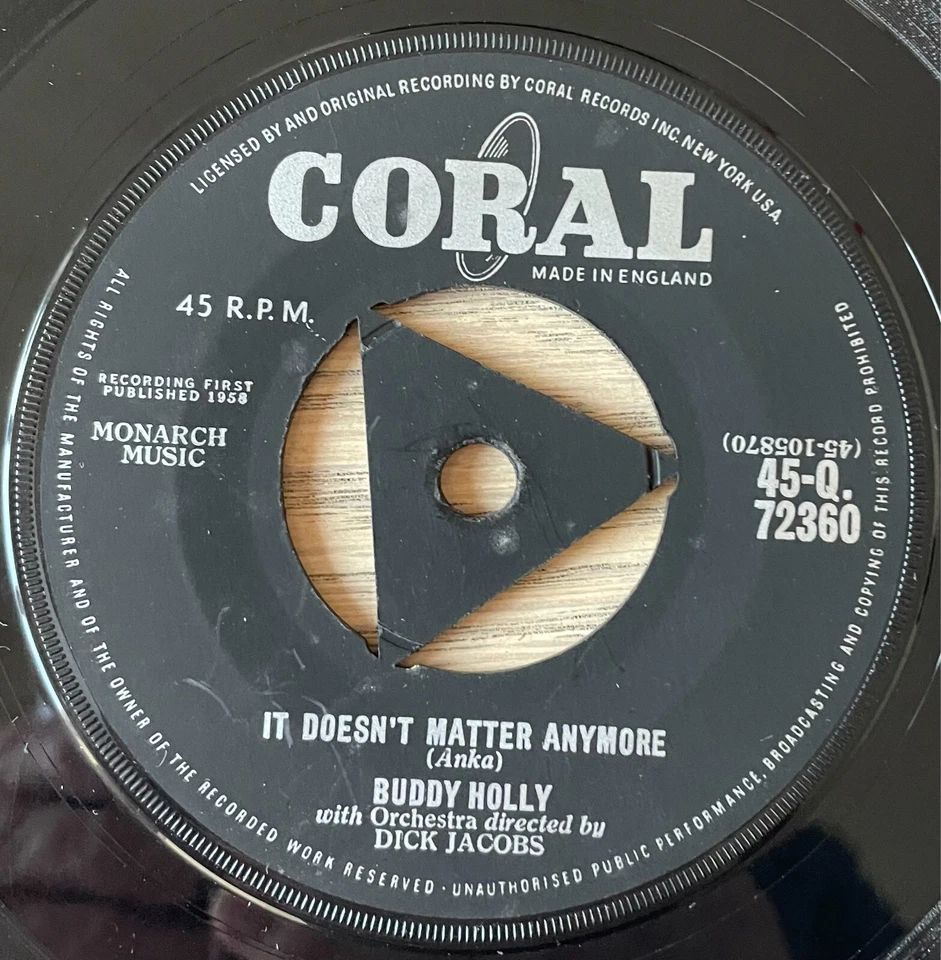 LICENSED BY AND ORIGINAL RECORDING BY CORAL RECORDS INC. NEW YORK U.S.A.
CORAL
MADE IN ENGLAND
45 R.P.M.
RECORDING FIRST
PUBLISHED 1958
MONARCH
MUSIC
(45-105870)
45-Q.
72360
IT DOESN'T MATTER ANYMORE
(Anka)
BUDDY HOLLY
with Orchestra directed by
DICK JACOBS
ALL RIGHTS OF THE MANUFACTURER AND OF THE OWNER OF THE RECORDED WORK RESERVED · UNAUTHORISED PUBLIC PERFORMANCE, BROADCASTING AND COPYING OF THIS RECORD PROHIBITED